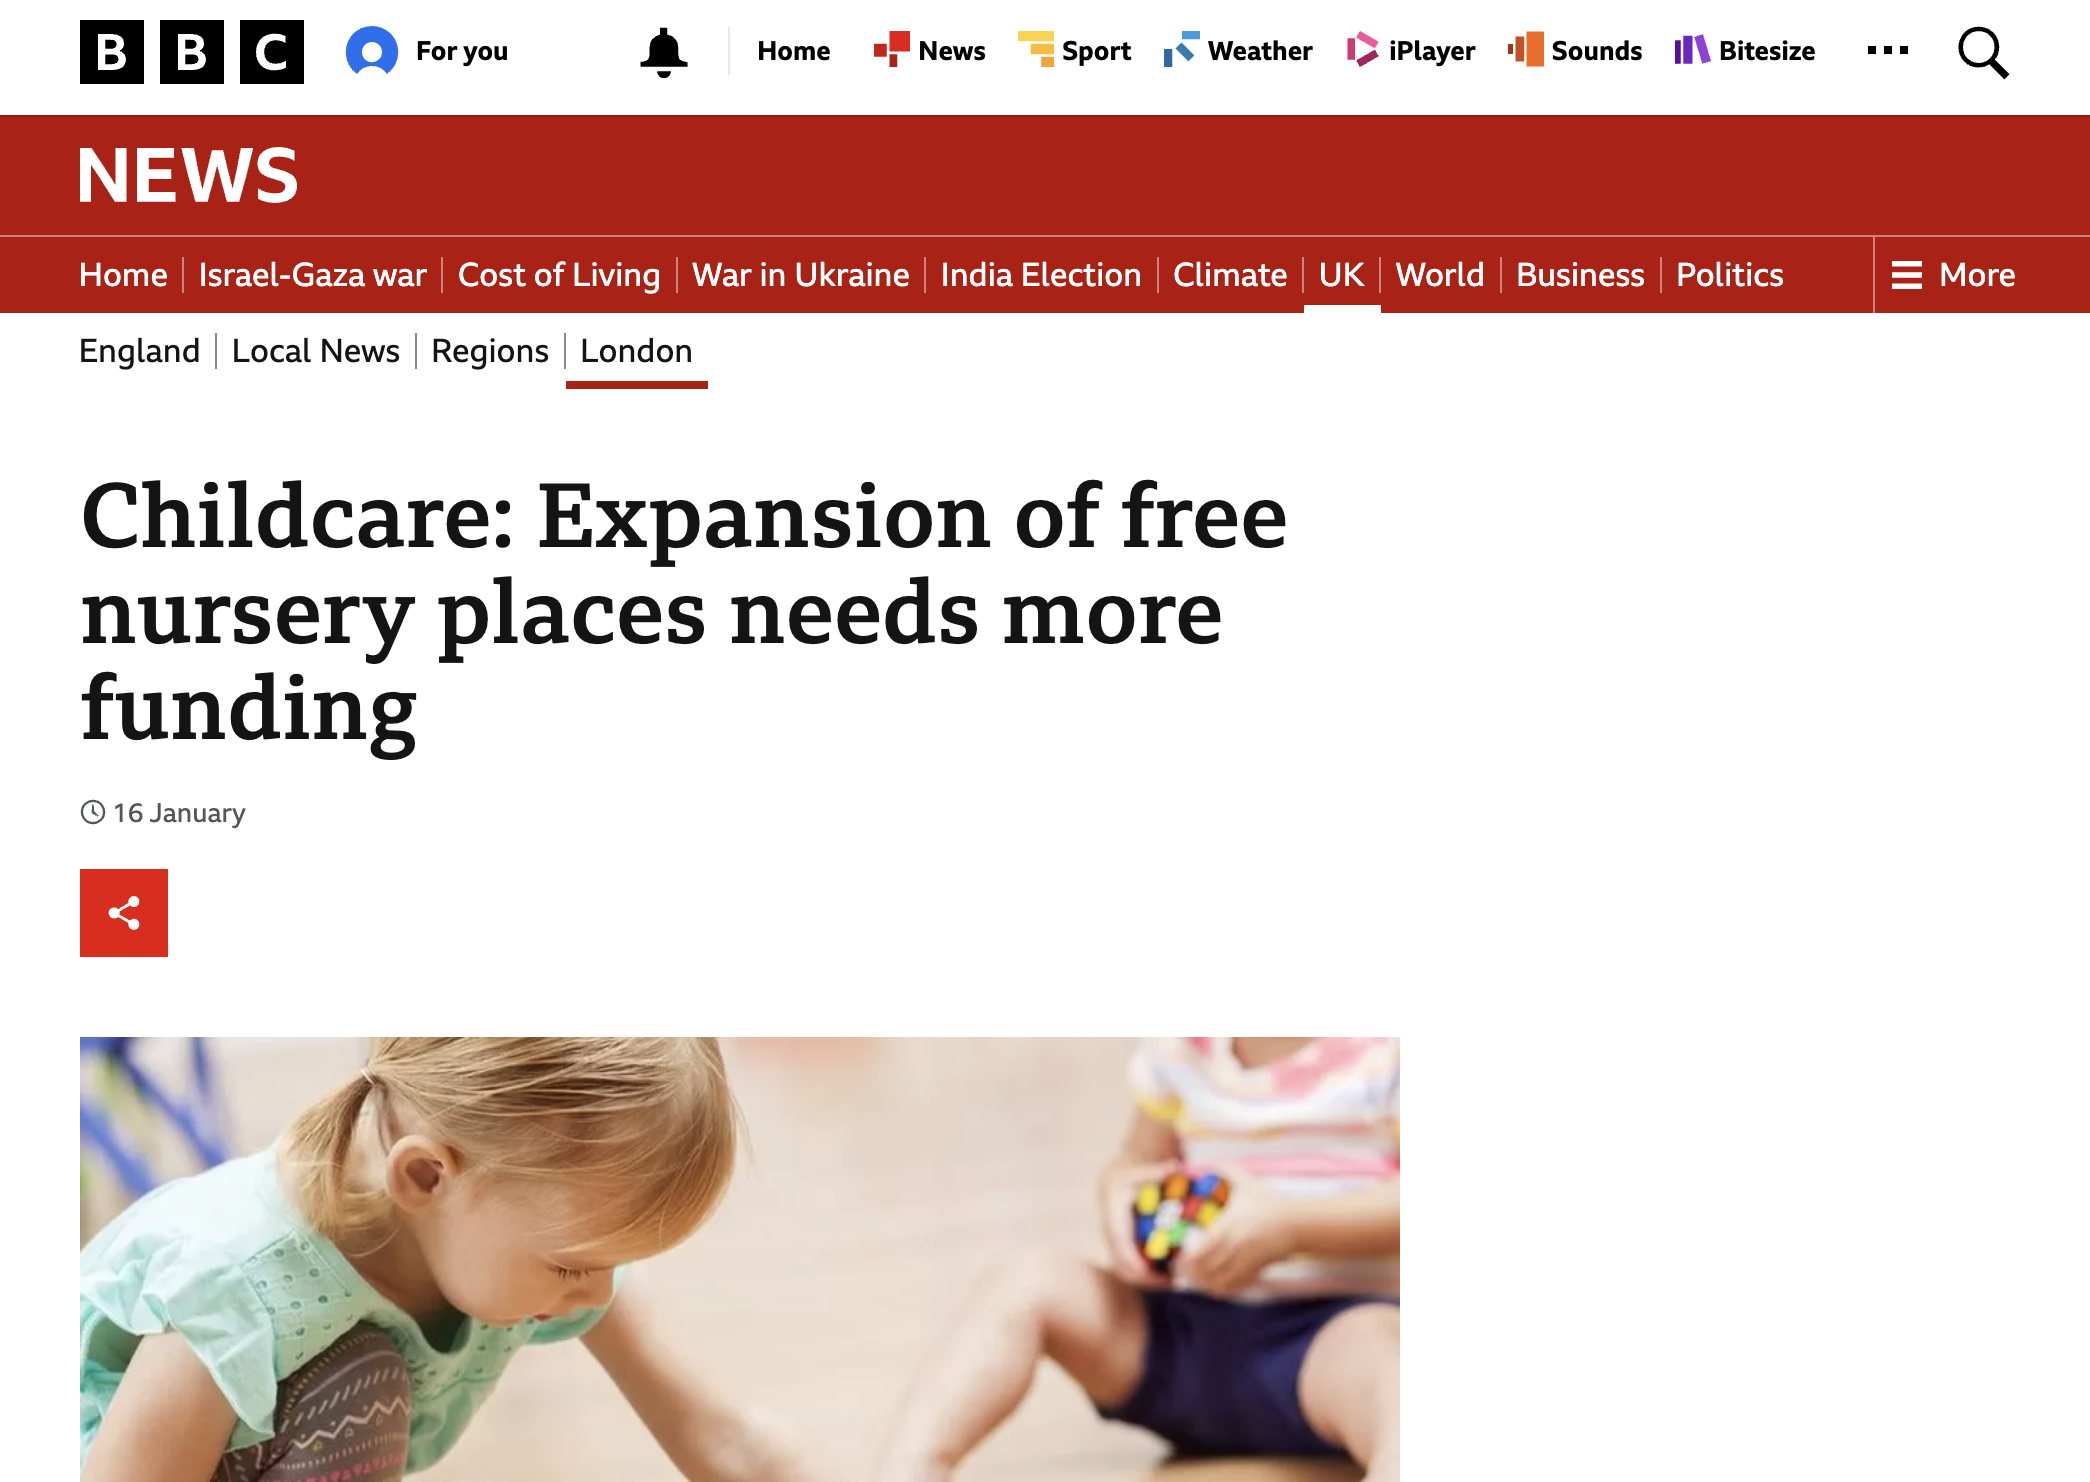 BBC For you Home News Sport Weather iPlayer Sounds Bitesize
NEWS
Home Israel-Gaza war Cost of Living War in Ukraine India Election Climate UK World Business Politics More
England Local News Regions London
Childcare: Expansion of free
nursery places needs more
funding
16 January